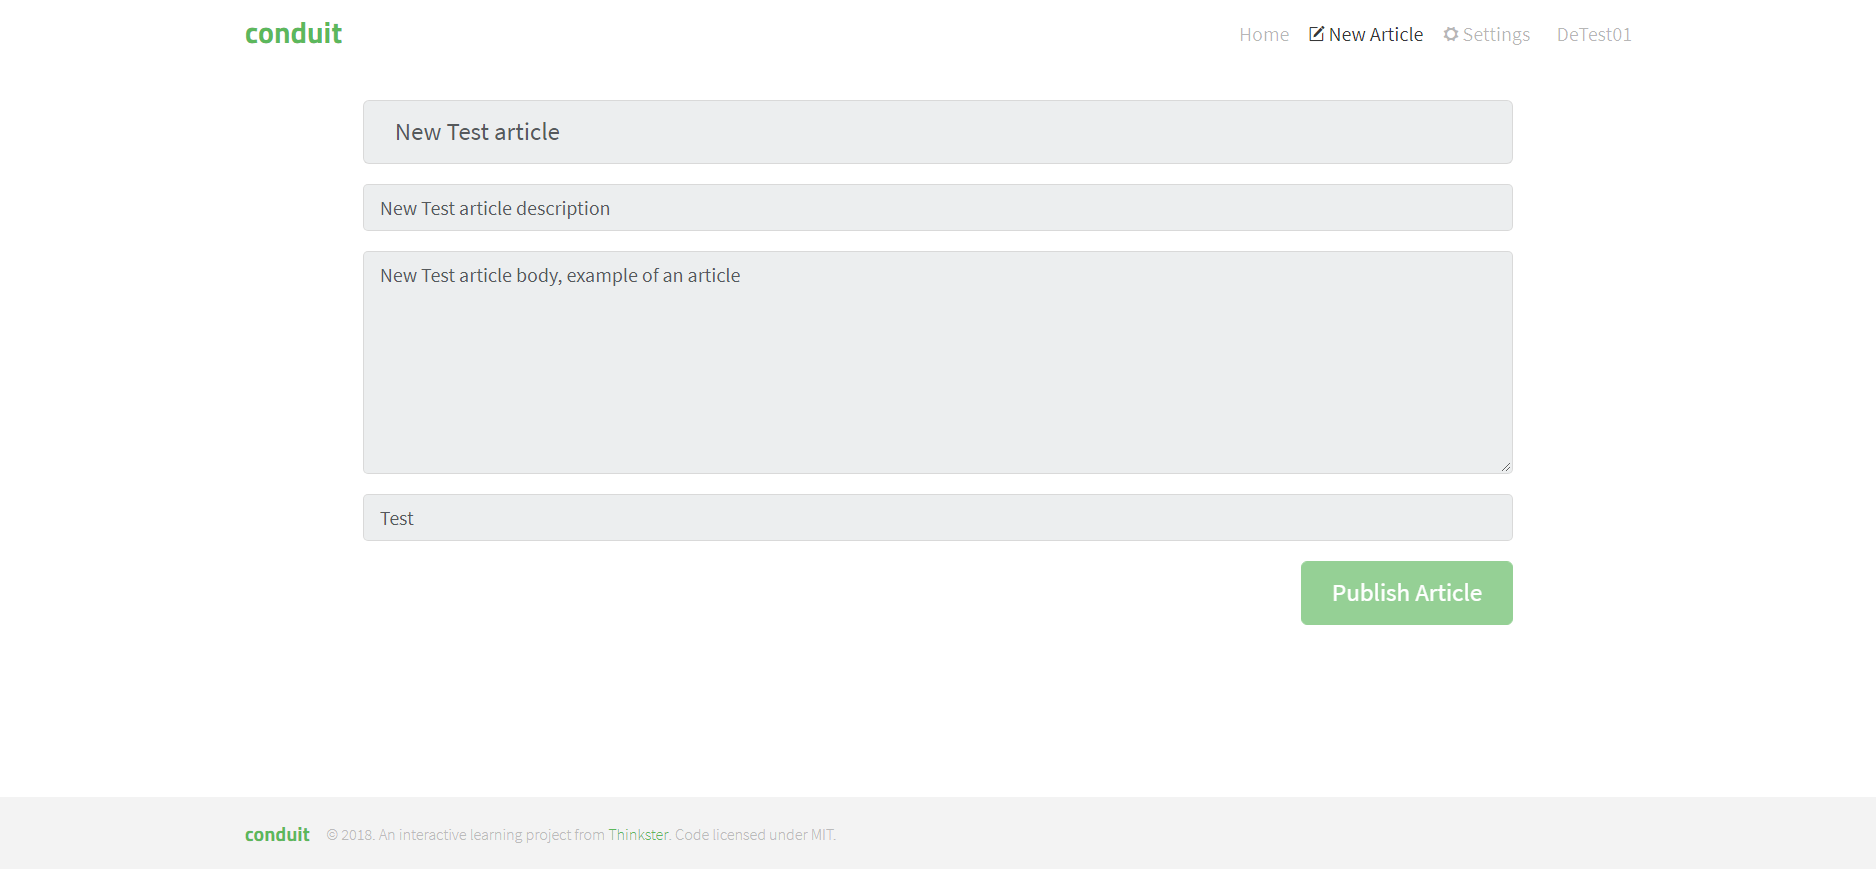 conduit
Home New Article Settings DeTest01
New Test article
New Test article description
New Test article body, example of an article
Test
Publish Article
conduit © 2018. An interactive learning project from Thinkster. Code licensed under MIT.